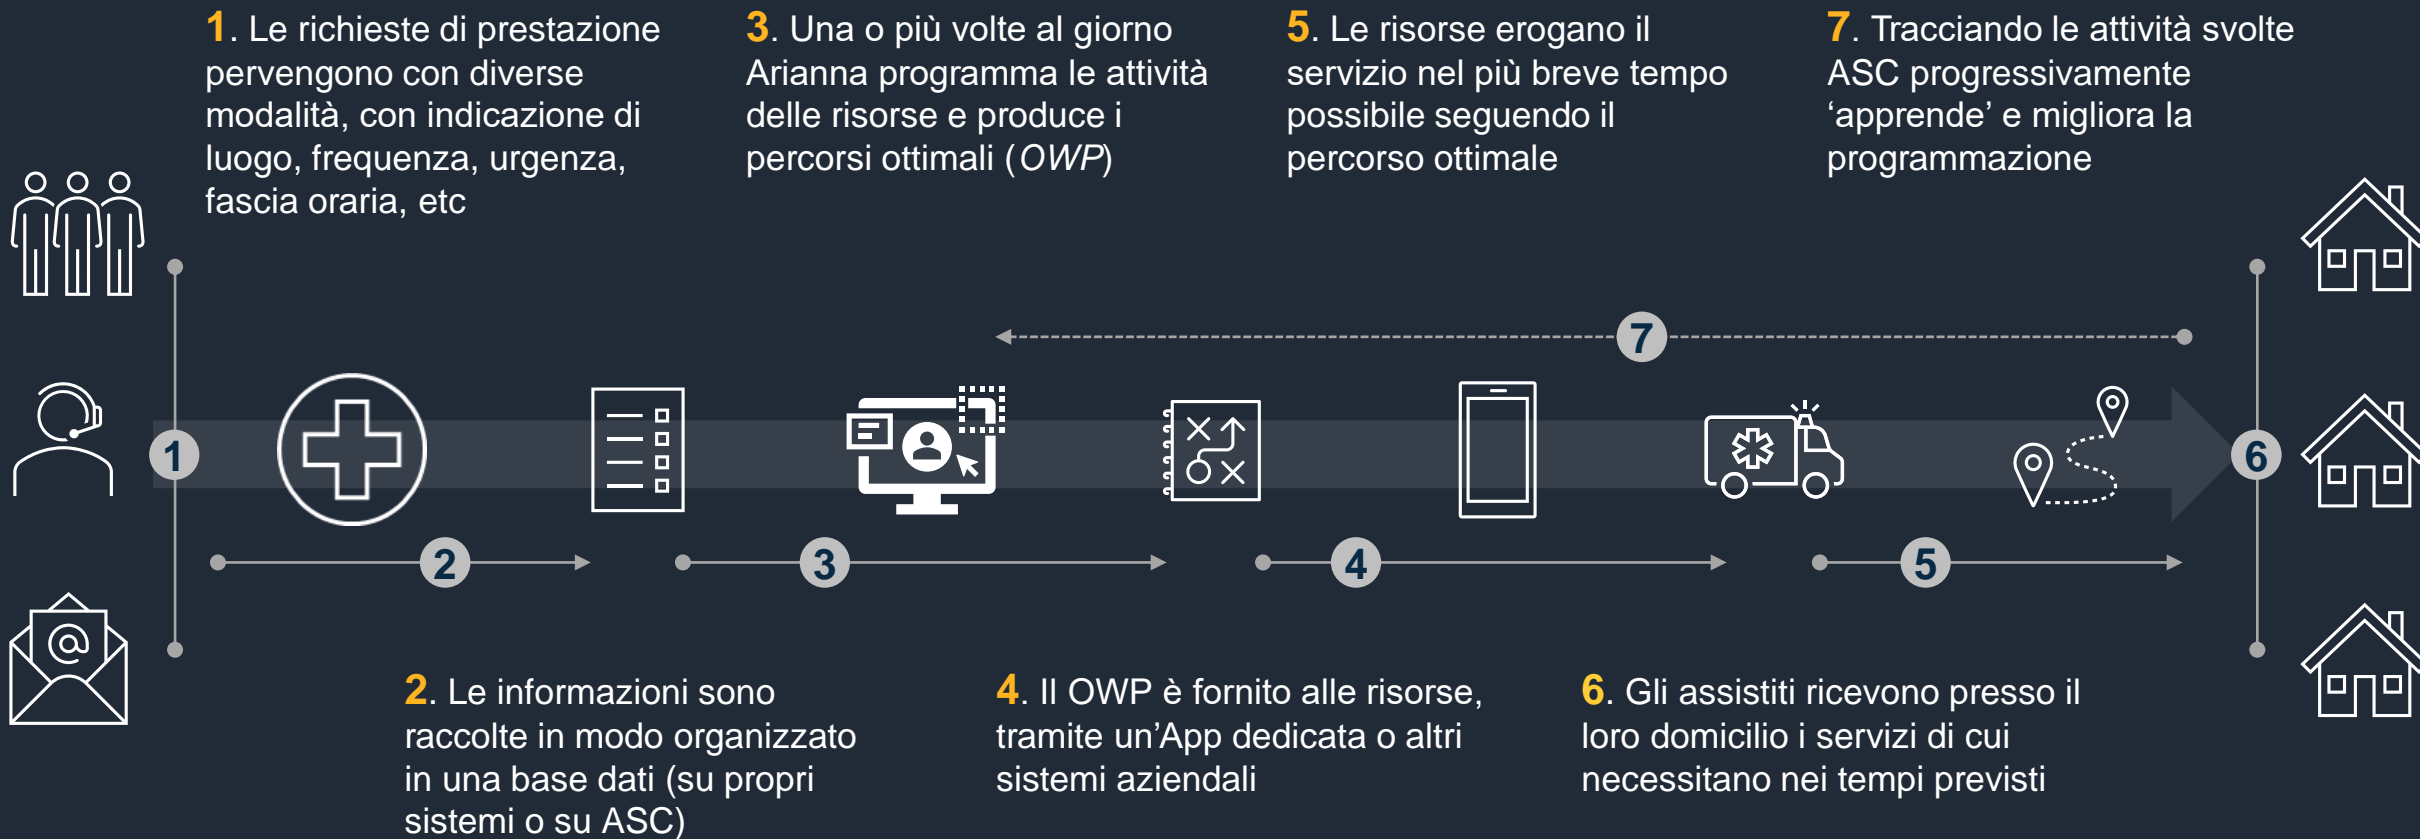 1. Le richieste di prestazione
pervengono con diverse
modalità, con indicazione di
luogo, frequenza, urgenza,
fascia oraria, etc
3. Una o più volte al giorno
Arianna programma le attività
delle risorse e produce i
percorsi ottimali (OWP)
5. Le risorse erogano il
servizio nel più breve tempo
possibile seguendo il
percorso ottimale
7. Tracciando le attività svolte
ASC progressivamente
‘apprende’ e migliora la
programmazione
7
1
@
6
2
3
4
5
2. Le informazioni sono
raccolte in modo organizzato
in una base dati (su propri
sistemi o su ASC)
4. Il OWP è fornito alle risorse,
tramite un’App dedicata o altri
sistemi aziendali
6. Gli assistiti ricevono presso il
loro domicilio i servizi di cui
necessitano nei tempi previsti